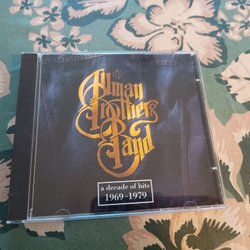 The
Allman
Brothers
Band
a decade of hits
1969-1979